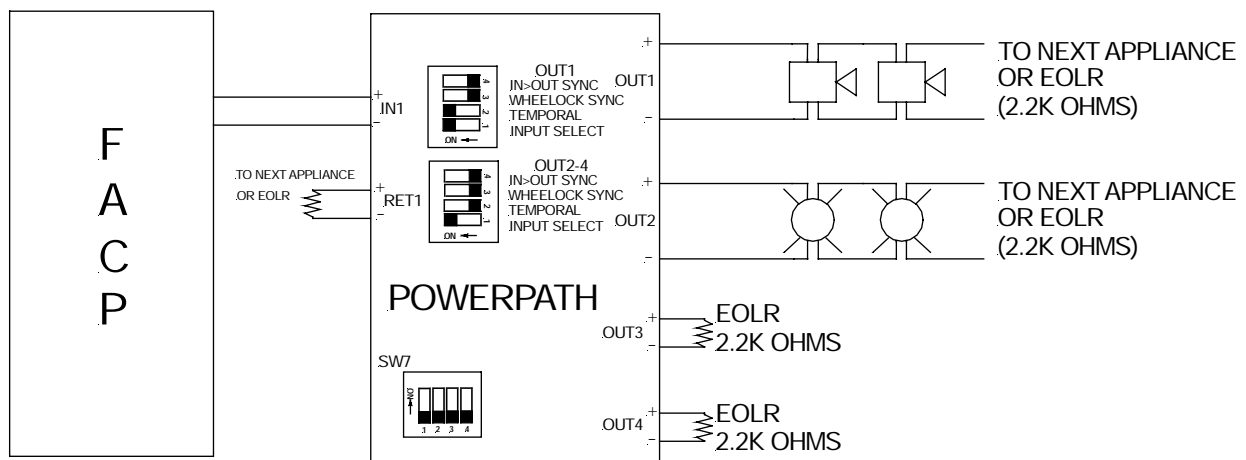 FACP
+
IN1
-
TO NEXT APPLIANCE
OR EOLR
+
RET1
-
OUT1
IN>OUT SYNC
WHEELOCK SYNC
TEMPORAL
INPUT SELECT
4
3
2
1
ON
OUT2-4
IN>OUT SYNC
WHEELOCK SYNC
TEMPORAL
INPUT SELECT
4
3
2
1
ON
POWERPATH
SW7
ON
1 2 3 4
+
OUT1
-
TO NEXT APPLIANCE
OR EOLR
(2.2K OHMS)
+
OUT2
-
TO NEXT APPLIANCE
OR EOLR
(2.2K OHMS)
+
OUT3
-
EOLR
2.2K OHMS
+
OUT4
-
EOLR
2.2K OHMS